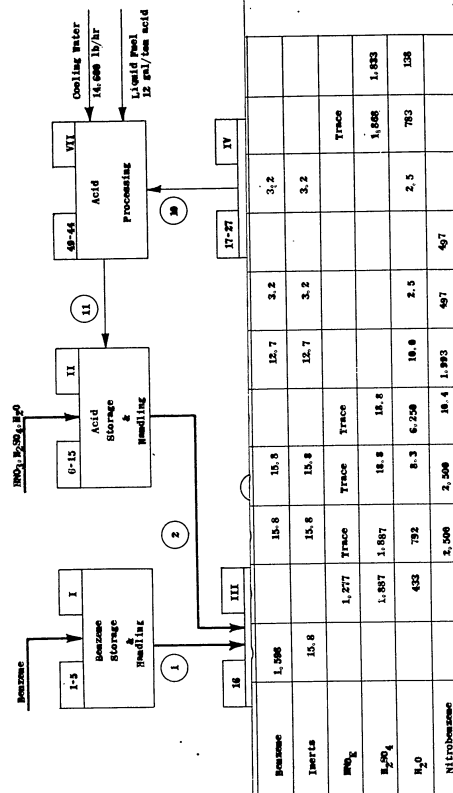 Benzene
HNO3, H2SO4, H2O
Cooling Water
14,600 lb/hr
Liquid Fuel
12 gal/ton acid
1-5 I
Benzene
Storage
&
Handling
6-15 II
Acid
Storage
&
Handling
11
40-44 VII
Acid
Processing
1
2
10
16 III
17-27 IV
Benzene 1,586 15.8 15.8 12.7 3.2 3.2
Inerts 15.8 15.8 15.8 12.7 3.2 3.2
HNO3 1,277 Trace Trace Trace Trace
H2SO4 1,887 1,887 18.8 18.8 1,868 1,833
H2O 433 792 8.3 6,250 10.0 2.5 2.5 783 138
Nitrobenzene 2,506 2,500 10.4 1,993 497 497